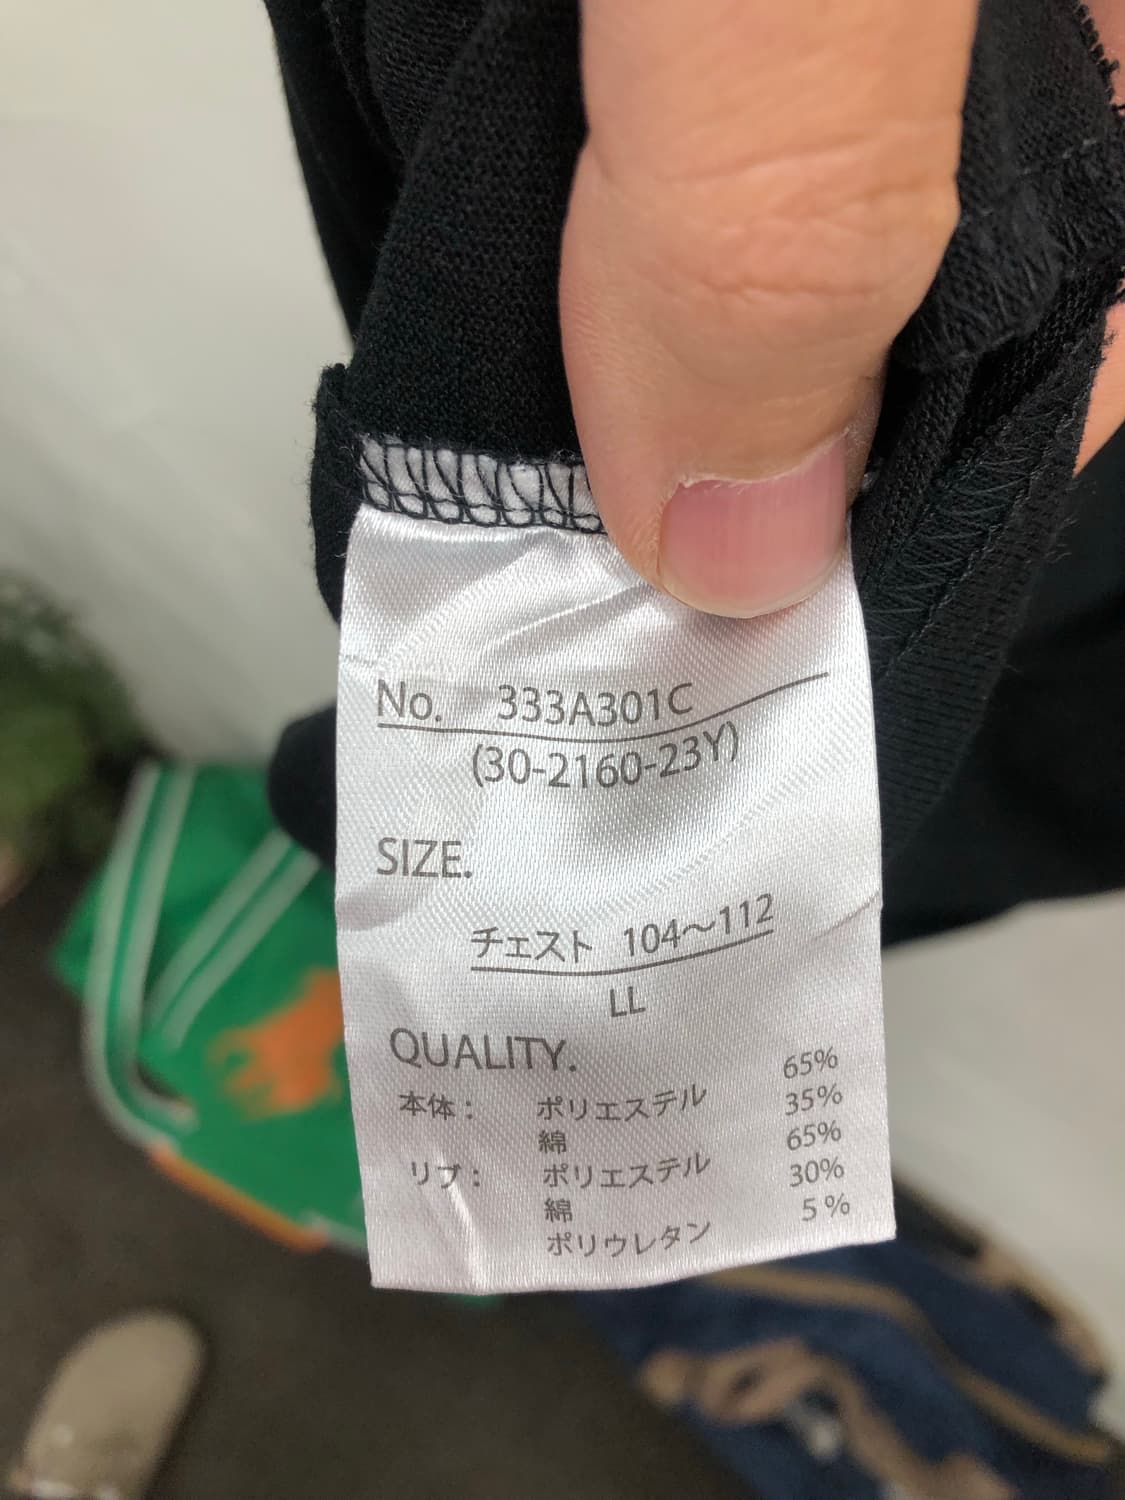 No. 333A301C
(30-2160-23Y)
SIZE.
チェスト 104～112
LL
QUALITY.
本体： ポリエステル 65%
綿 35%
リブ： ポリエステル 65%
綿 30%
ポリウレタン 5%